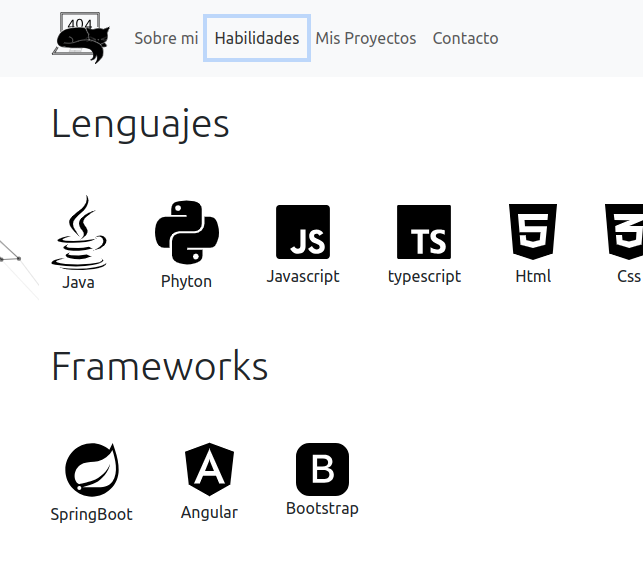 404
Sobre mi Habilidades Mis Proyectos Contacto
Lenguajes
JS TS 5 3
Java Phyton Javascript typescript Html Css
Frameworks
A B
SpringBoot Angular Bootstrap